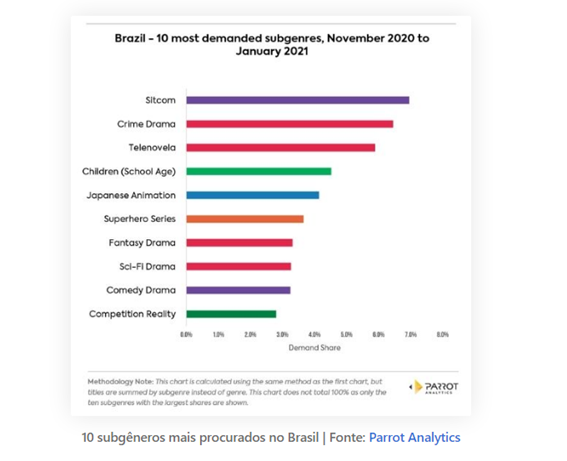 Brazil – 10 most demanded subgenres, November 2020 to
January 2021
Sitcom
Crime Drama
Telenovela
Children (School Age)
Japanese Animation
Superhero Series
Fantasy Drama
Sci-Fi Drama
Comedy Drama
Competition Reality
0.0% 1.0% 2.0% 3.0% 4.0% 5.0% 6.0% 7.0% 8.0%
Demand Share
Methodology Note: This chart is calculated using the same method as the first chart, but
titles are summed by subgenre instead of genre. This chart does not total 100% as only the
ten subgenres with the largest shares are shown.
PARROT
ANALYTICS
10 subgêneros mais procurados no Brasil | Fonte: Parrot Analytics